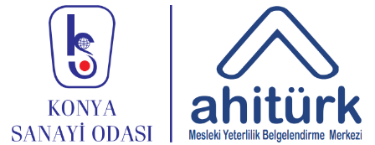 KONYA
SANAYİ ODASI
ahitürk
Mesleki Yeterlilik Belgelendirme Merkezi